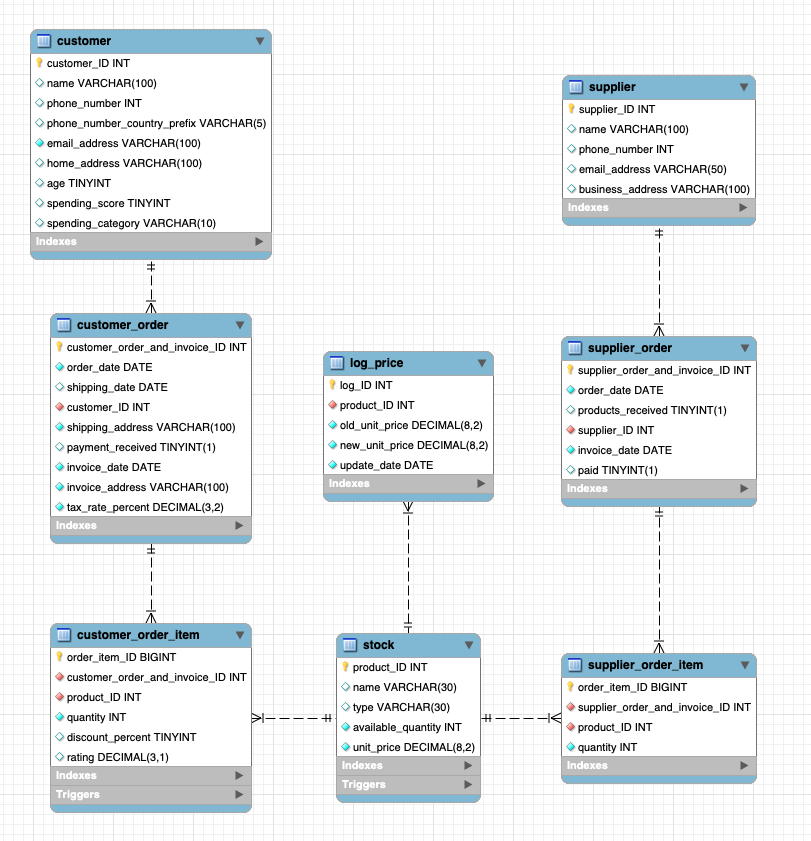 customer
customer_ID INT
name VARCHAR(100)
phone_number INT
phone_number_country_prefix VARCHAR(5)
email_address VARCHAR(100)
home_address VARCHAR(100)
age TINYINT
spending_score TINYINT
spending_category VARCHAR(10)
Indexes
supplier
supplier_ID INT
name VARCHAR(100)
phone_number INT
email_address VARCHAR(50)
business_address VARCHAR(100)
Indexes
customer_order
customer_order_and_invoice_ID INT
order_date DATE
shipping_date DATE
customer_ID INT
shipping_address VARCHAR(100)
payment_received TINYINT(1)
invoice_date DATE
invoice_address VARCHAR(100)
tax_rate_percent DECIMAL(3,2)
Indexes
log_price
log_ID INT
product_ID INT
old_unit_price DECIMAL(8,2)
new_unit_price DECIMAL(8,2)
update_date DATE
Indexes
supplier_order
supplier_order_and_invoice_ID INT
order_date DATE
products_received TINYINT(1)
supplier_ID INT
invoice_date DATE
paid TINYINT(1)
Indexes
customer_order_item
order_item_ID BIGINT
customer_order_and_invoice_ID INT
product_ID INT
quantity INT
discount_percent TINYINT
rating DECIMAL(3,1)
Indexes
Triggers
stock
product_ID INT
name VARCHAR(30)
type VARCHAR(30)
available_quantity INT
unit_price DECIMAL(8,2)
Indexes
Triggers
supplier_order_item
order_item_ID BIGINT
supplier_order_and_invoice_ID INT
product_ID INT
quantity INT
Indexes